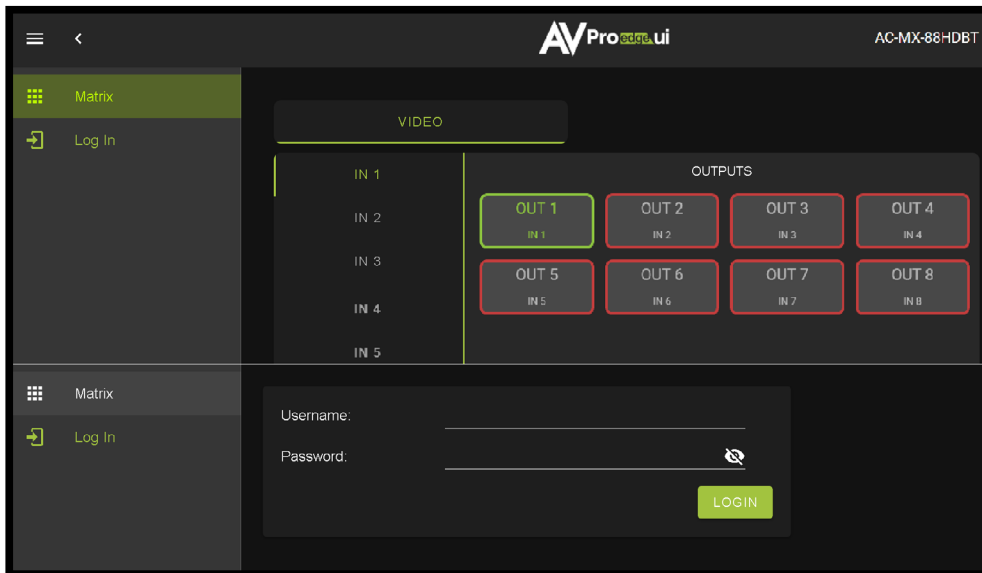 AVPro edge.ui
AC-MX-88HDBT
Matrix
Log In
VIDEO
IN 1
IN 2
IN 3
IN 4
IN 5
OUTPUTS
OUT 1 OUT 2 OUT 3 OUT 4
IN 1 IN 2 IN 3 IN 4
OUT 5 OUT 6 OUT 7 OUT 8
IN 5 IN 6 IN 7 IN 8
Matrix
Log In
Username:
Password:
LOGIN